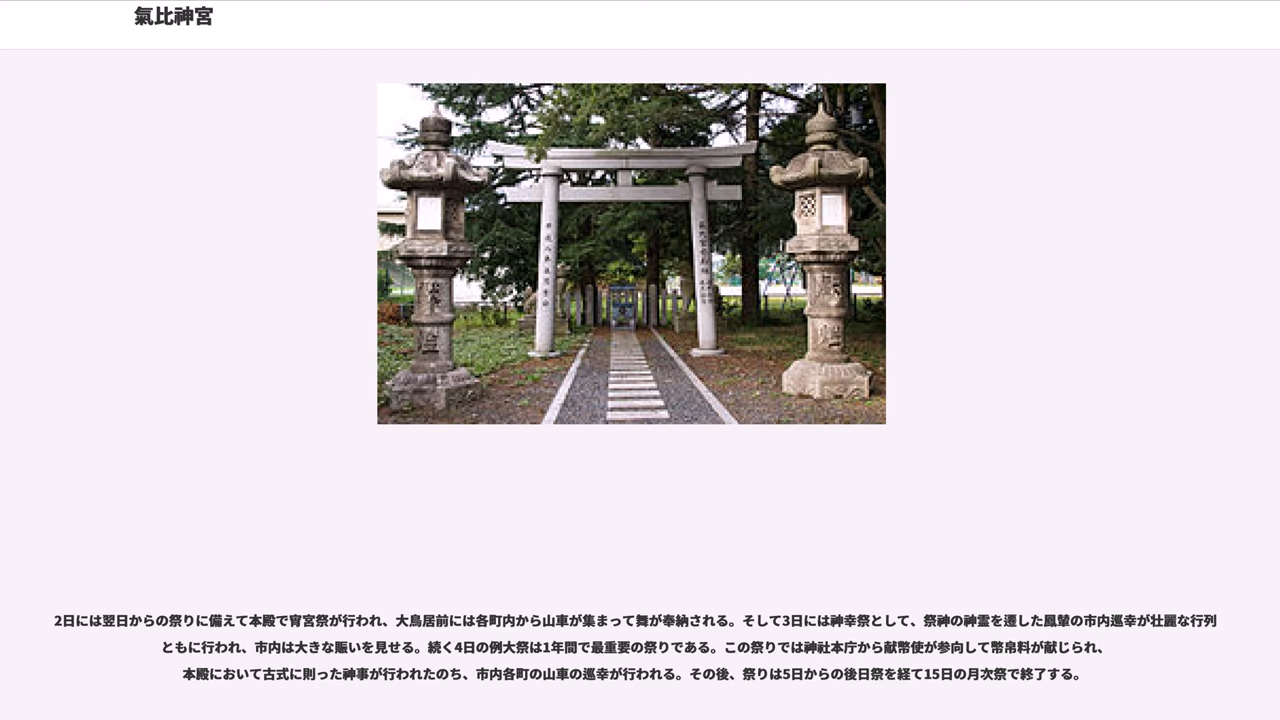 氣比神宮
2日には翌日からの祭りに備えて本殿で宵宮祭が行われ、大鳥居前には各町内から山車が集まって舞が奉納される。そして3日には神幸祭として、祭神の神霊を遷した鳳輦の市内巡幸が壮麗な行列
ともに行われ、市内は大きな賑いを見せる。続く4日の例大祭は1年間で最重要の祭りである。この祭りでは神社本庁から献幣使が参向して幣帛料が献じられ、
本殿において古式に則った神事が行われたのち、市内各町の山車の巡幸が行われる。その後、祭りは5日からの後日祭を経て15日の月次祭で終了する。